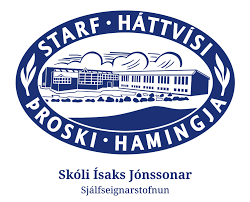 STARF · HÁTTVÍSI
ÞROSKI · HAMINGJA
Skóli Ísaks Jónssonar
Sjálfseignarstofnun